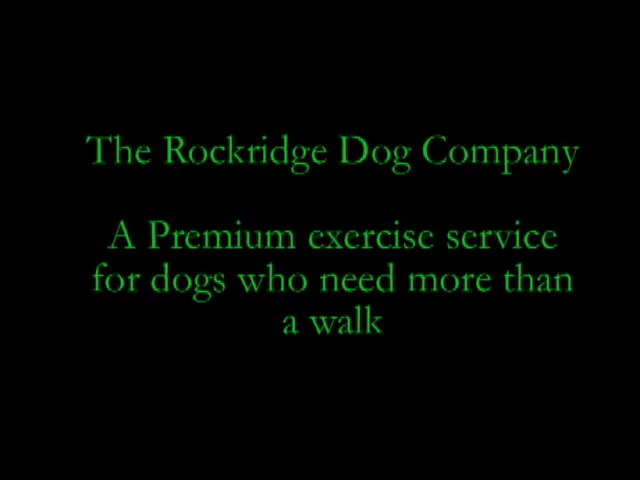 The Rockridge Dog Company
A Premium exercise service
for dogs who need more than
a walk